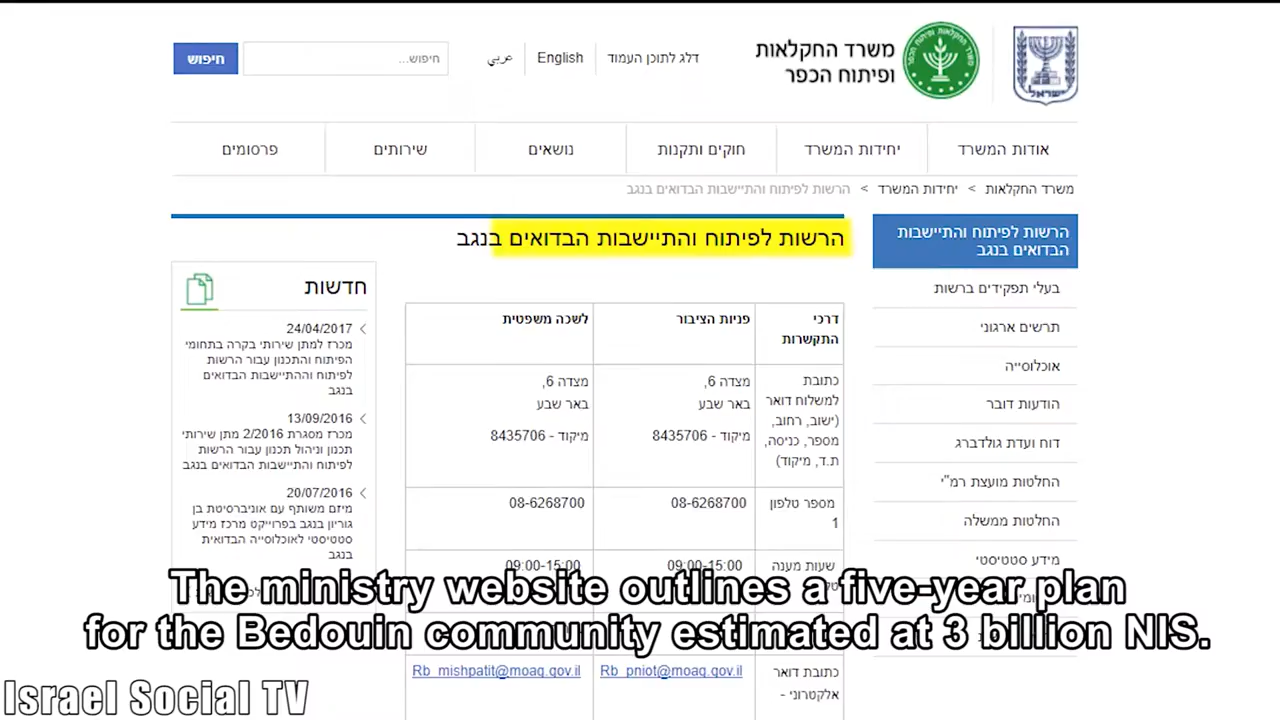 משרד החקלאות
ופיתוח הכפר
דלג לתוכן העמוד
English
عربي
חיפוש...
חיפוש
אודות המשרד
יחידות המשרד
חוקים ותקנות
נושאים
שירותים
פרסומים
משרד החקלאות > יחידות המשרד > הרשות לפיתוח והתיישבות הבדואים בנגב
הרשות לפיתוח והתיישבות
הבדואים בנגב
בעלי תפקידים ברשות
תרשים ארגוני
אוכלוסייה
הודעות דובר
דוח ועדת גולדברג
החלטות מועצת רמ"י
החלטות ממשלה
מידע סטטיסטי
הרשות לפיתוח והתיישבות הבדואים בנגב
דרכי
התקשרות
פניות הציבור
לשכה משפטית
כתובת
למשלוח דואר
(ישוב, רחוב,
מספר, כניסה,
ת.ד, מיקוד)
מצדה 6,
באר שבע
מיקוד - 8435706
מצדה 6,
באר שבע
מיקוד - 8435706
מספר טלפון
1
08-6268700
08-6268700
שעות מענה
09:00-15:00
09:00-15:00
כתובת דואר
אלקטרוני -
Rb_pniot@moag.gov.il
Rb_mishpatit@moag.gov.il
חדשות
24/04/2017
מכרז למתן שירותי בקרה בתחומי
הפיתוח והתכנון עבור הרשות
לפיתוח וההתיישבות הבדואים
בנגב
13/09/2016
מכרז מסגרת 2/2016 מתן שירותי
תכנון וניהול תכנון עבור הרשות
לפיתוח והתיישבות הבדואים בנגב
20/07/2016
מיזם משותף עם אוניברסיטת בן
גוריון בנגב בפרוייקט מרכז מידע
סטטיסטי לאוכלוסייה הבדואית
בנגב
The ministry website outlines a five-year plan
for the Bedouin community estimated at 3 billion NIS.
Israel Social TV